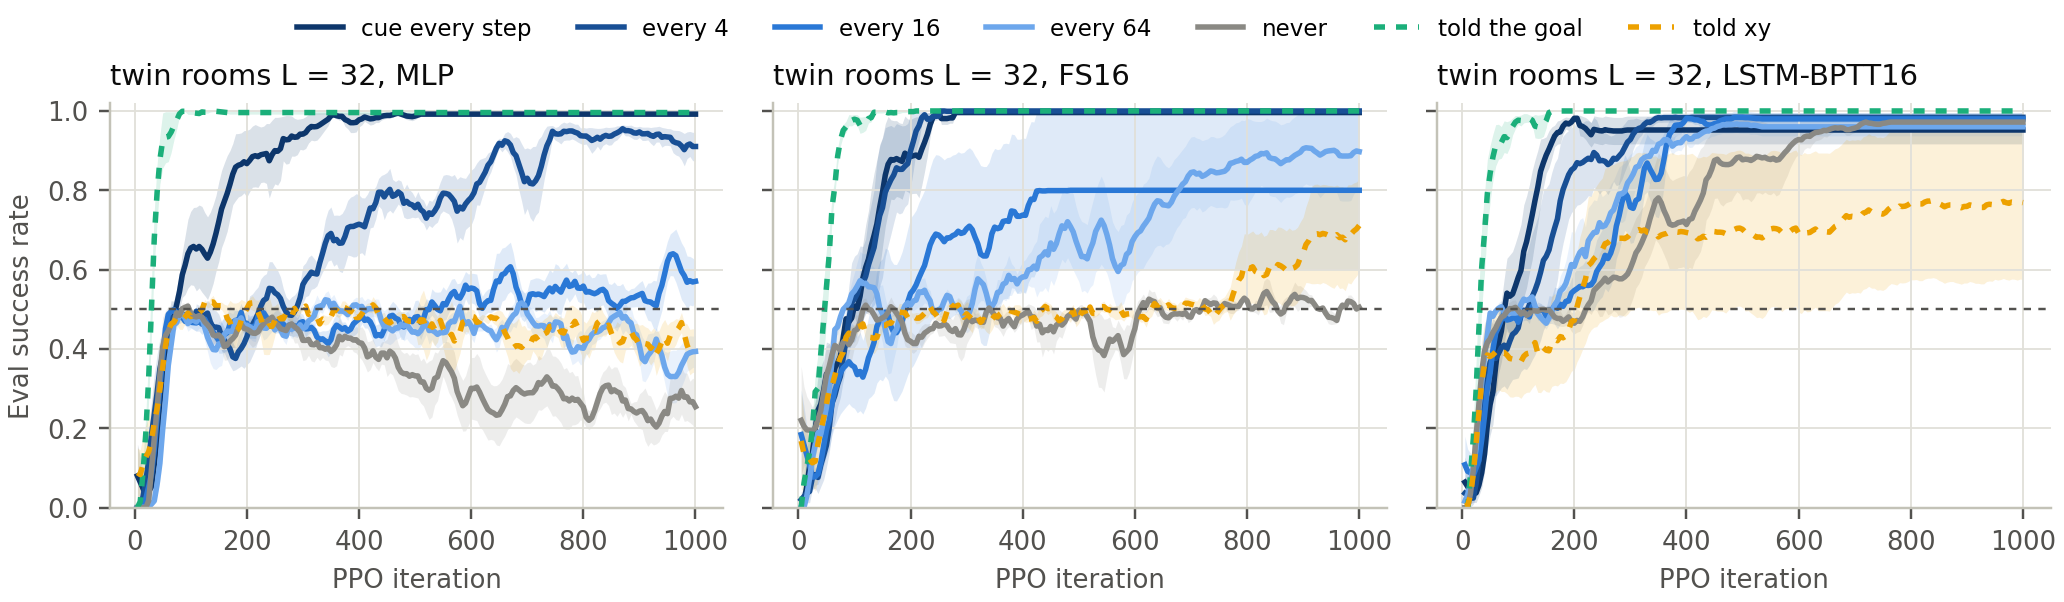 cue every step every 4 every 16 every 64 never told the goal told xy
twin rooms L = 32, MLP twin rooms L = 32, FS16 twin rooms L = 32, LSTM-BPTT16
Eval success rate
1.0
0.8
0.6
0.4
0.2
0.0
0 200 400 600 800 1000 0 200 400 600 800 1000 0 200 400 600 800 1000
PPO iteration PPO iteration PPO iteration